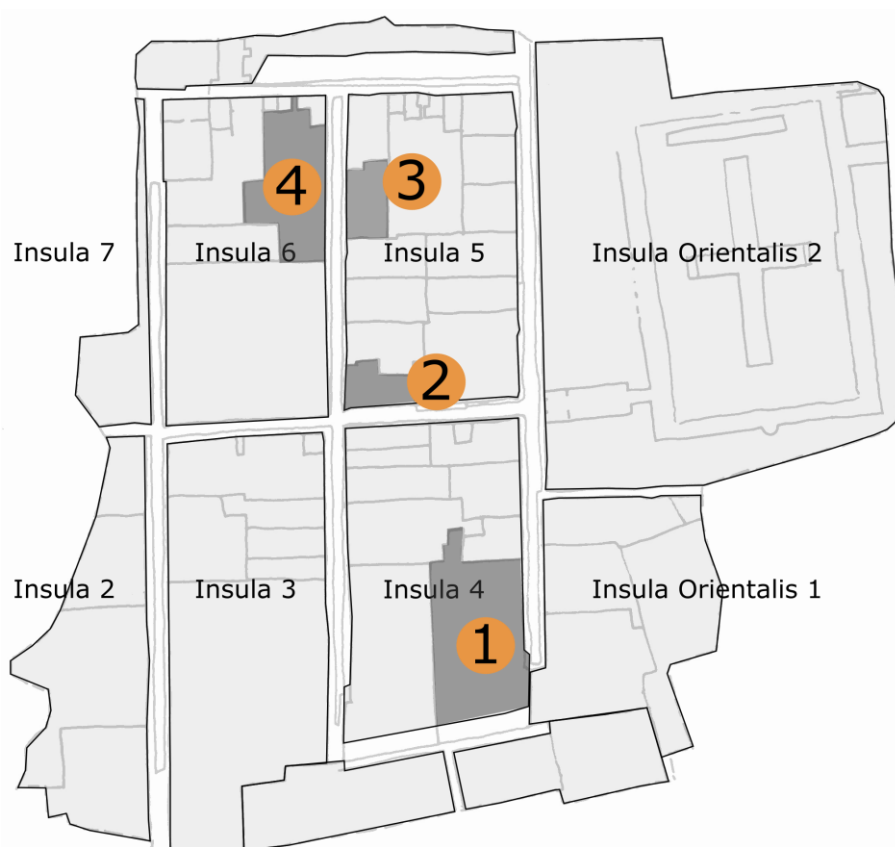 4
3
Insula 7
Insula 6
Insula 5
Insula Orientalis 2
2
Insula 2
Insula 3
Insula 4
Insula Orientalis 1
1